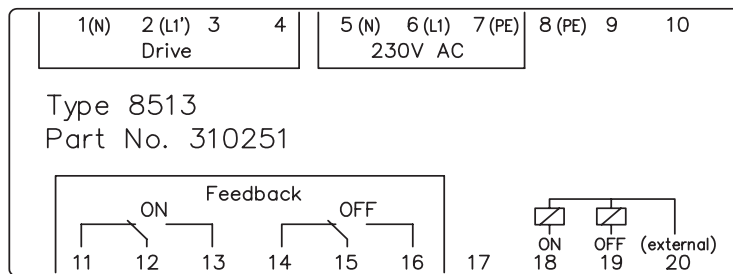 1(N) 2(L1') 3 4 5(N) 6(L1) 7(PE) 8(PE) 9 10
Drive 230V AC
Type 8513
Part No. 310251
Feedback
ON OFF
ON OFF (external)
11 12 13 14 15 16 17 18 19 20